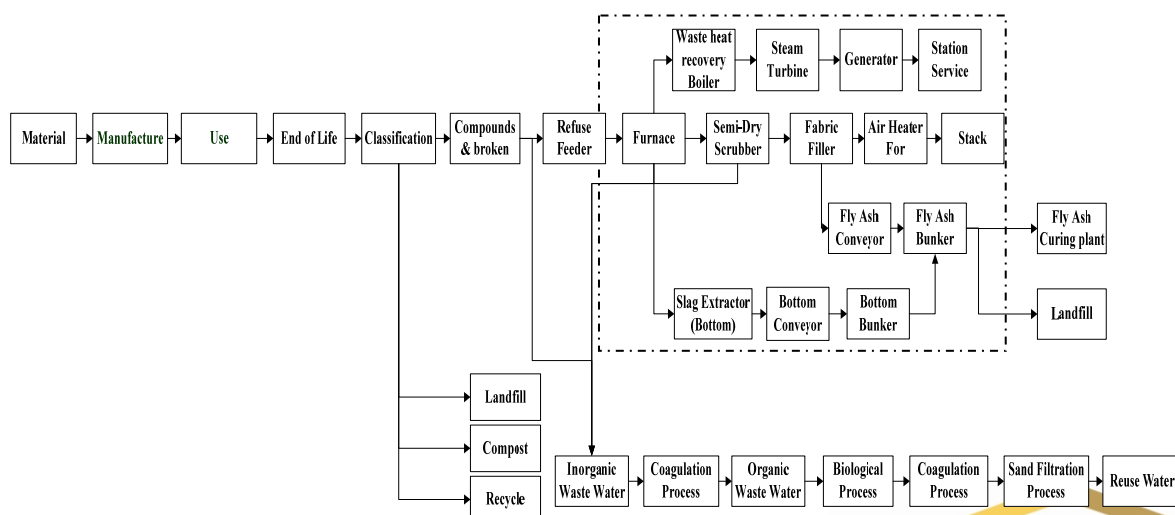 Waste heat
recovery
Boiler
Steam
Turbine
Generator
Station
Service
Material
Manufacture
Use
End of Life
Classification
Compounds
& broken
Refuse
Feeder
Furnace
Semi-Dry
Scrubber
Fabric
Filler
Air Heater
For
Stack
Fly Ash
Conveyor
Fly Ash
Bunker
Fly Ash
Curing plant
Slag Extractor
(Bottom)
Bottom
Conveyor
Bottom
Bunker
Landfill
Landfill
Compost
Recycle
Inorganic
Waste Water
Coagulation
Process
Organic
Waste Water
Biological
Process
Coagulation
Process
Sand Filtration
Process
Reuse Water